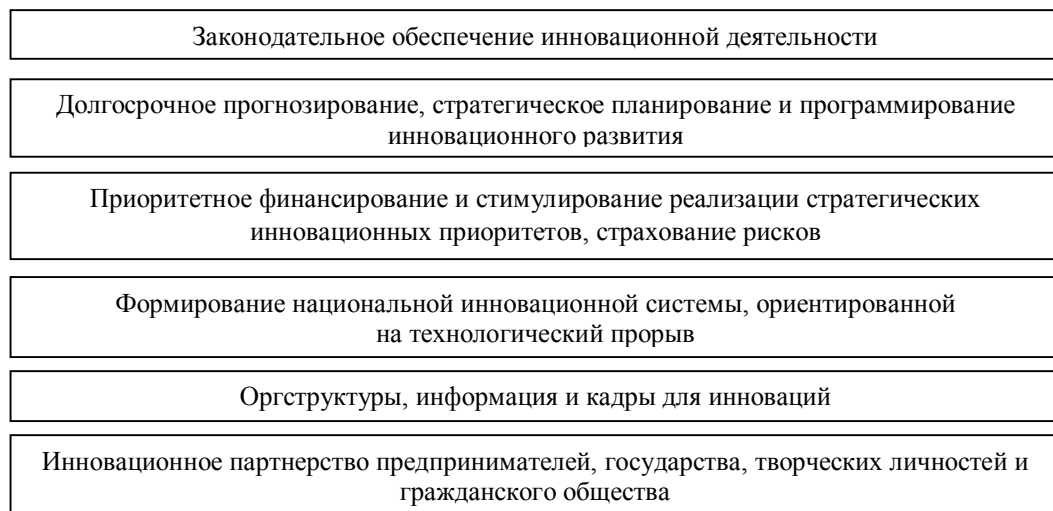 Законодательное обеспечение инновационной деятельности
Долгосрочное прогнозирование, стратегическое планирование и программирование
инновационного развития
Приоритетное финансирование и стимулирование реализации стратегических
инновационных приоритетов, страхование рисков
Формирование национальной инновационной системы, ориентированной
на технологический прорыв
Оргструктуры, информация и кадры для инноваций
Инновационное партнерство предпринимателей, государства, творческих личностей и
гражданского общества